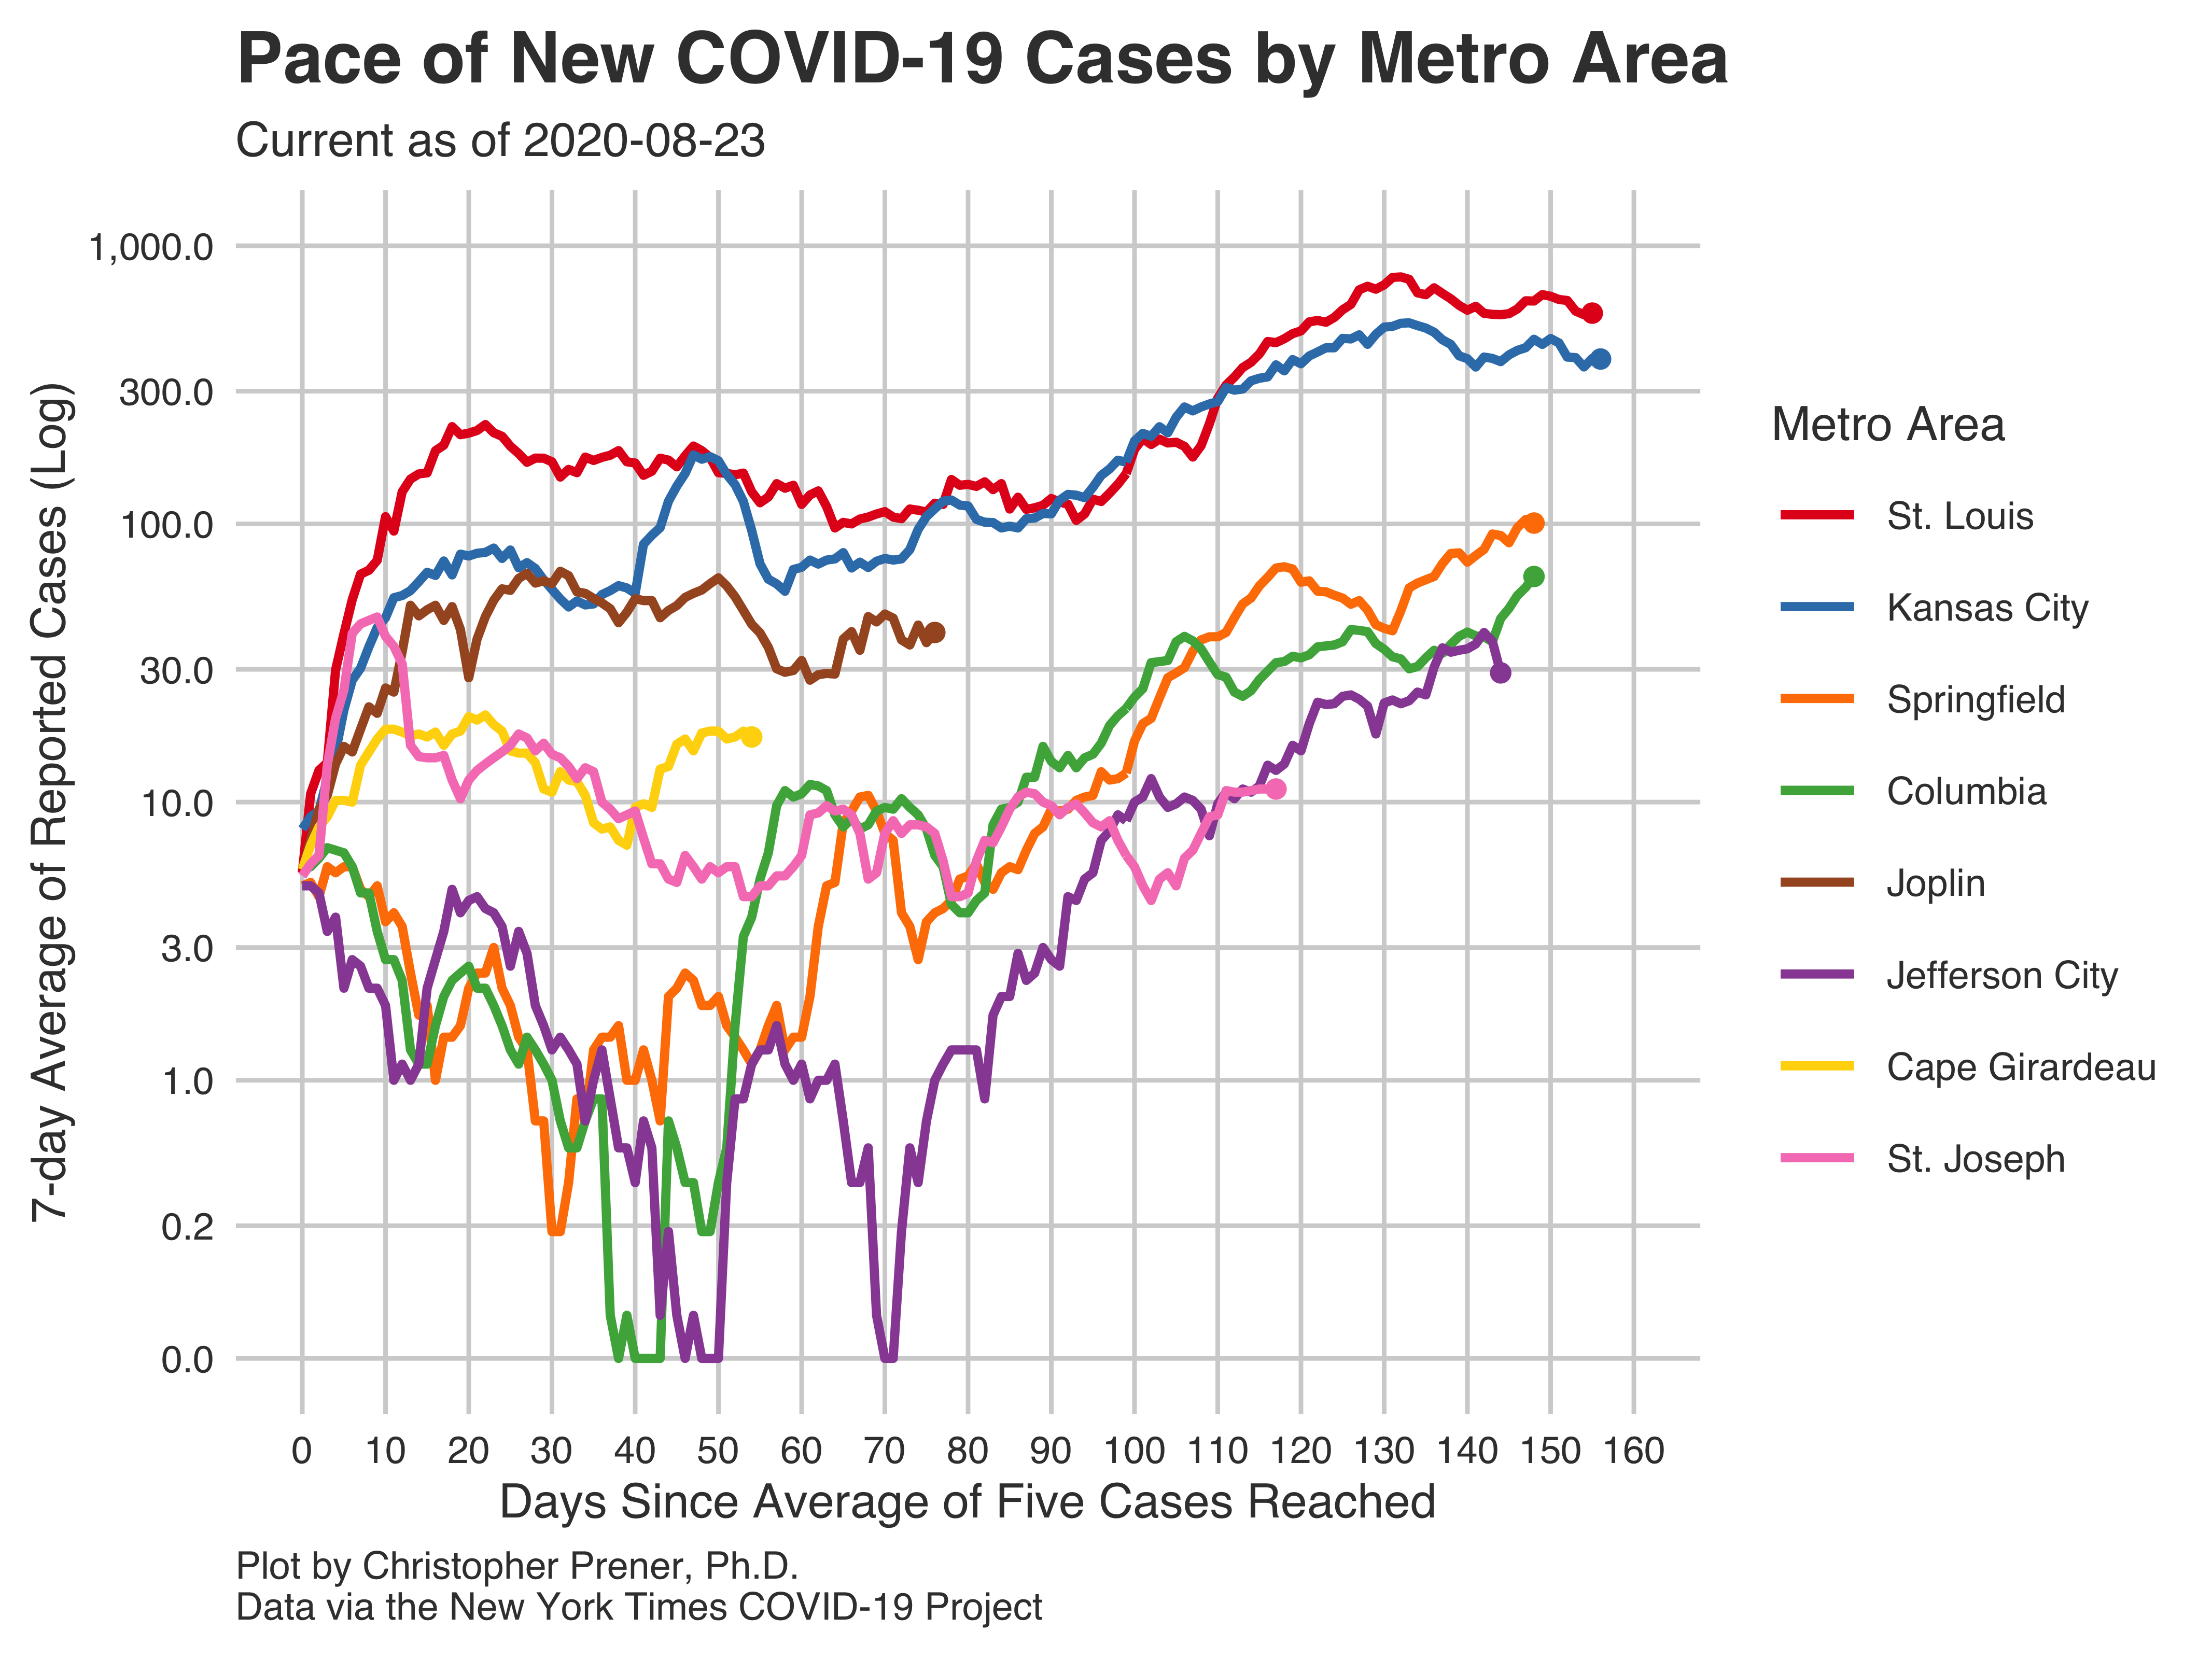 Pace of New COVID-19 Cases by Metro Area
Current as of 2020-08-23
7-day Average of Reported Cases (Log)
1,000.0
300.0
100.0
30.0
10.0
3.0
1.0
0.2
0.0
0 10 20 30 40 50 60 70 80 90 100 110 120 130 140 150 160
Days Since Average of Five Cases Reached
Metro Area
St. Louis
Kansas City
Springfield
Columbia
Joplin
Jefferson City
Cape Girardeau
St. Joseph
Plot by Christopher Prener, Ph.D.
Data via the New York Times COVID-19 Project